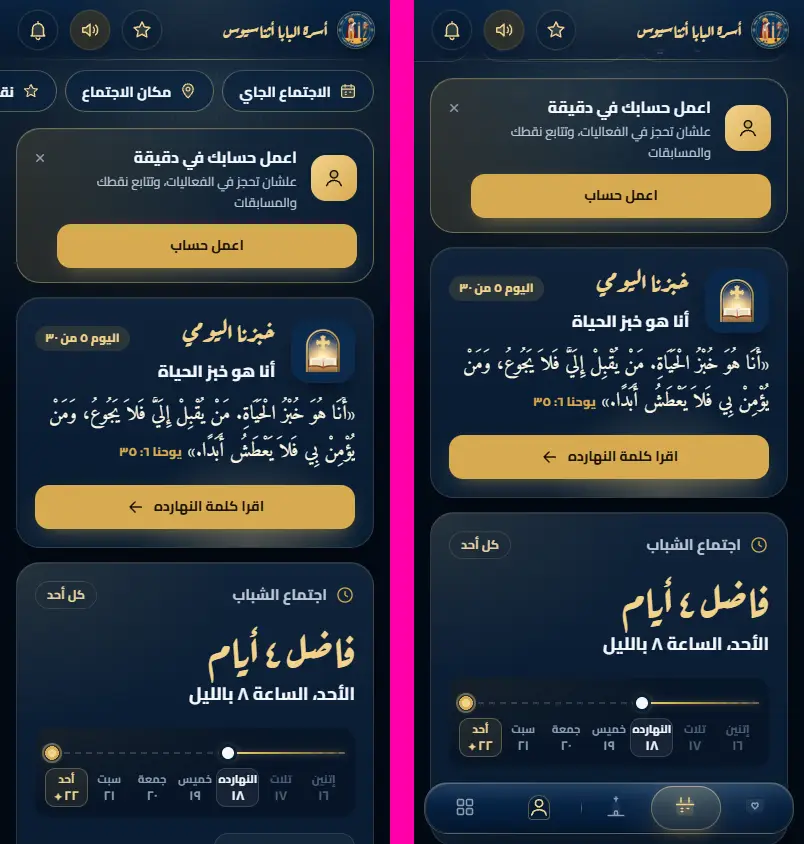 أسرة البابا أثناسيوس
الاجتماع الجاي
مكان الاجتماع
نق
اعمل حسابك في دقيقة
علشان تحجز في الفعاليات، وتتابع نقطك
والمسابقات
اعمل حساب
خبزنا اليومي
اليوم ٥ من ٣٠
أنا هو خبز الحياة
«أَنَا هُوَ خُبْزُ الْحَيَاةِ. مَنْ يُقْبِلْ إِلَيَّ فَلاَ يَجُوعُ، وَمَنْ
يُؤْمِنْ بِي فَلاَ يَعْطَشُ أَبَدًا.» يوحنا ٦: ٣٥
اقرا كلمة النهارده ←
اجتماع الشباب
كل أحد
فاضل ٤ أيام
الأحد، الساعة ٨ بالليل
إتنين تلات النهارده خميس جمعة سبت أحد
١٦ ١٧ ١٨ ١٩ ٢٠ ٢١ ٢٢✦
أسرة البابا أثناسيوس
اعمل حسابك في دقيقة
علشان تحجز في الفعاليات، وتتابع نقطك
والمسابقات
اعمل حساب
خبزنا اليومي
اليوم ٥ من ٣٠
أنا هو خبز الحياة
«أَنَا هُوَ خُبْزُ الْحَيَاةِ. مَنْ يُقْبِلْ إِلَيَّ فَلاَ يَجُوعُ، وَمَنْ
يُؤْمِنْ بِي فَلاَ يَعْطَشُ أَبَدًا.» يوحنا ٦: ٣٥
اقرا كلمة النهارده ←
اجتماع الشباب
كل أحد
فاضل ٤ أيام
الأحد، الساعة ٨ بالليل
إتنين تلات النهارده خميس جمعة سبت أحد
١٦ ١٧ ١٨ ١٩ ٢٠ ٢١ ٢٢✦